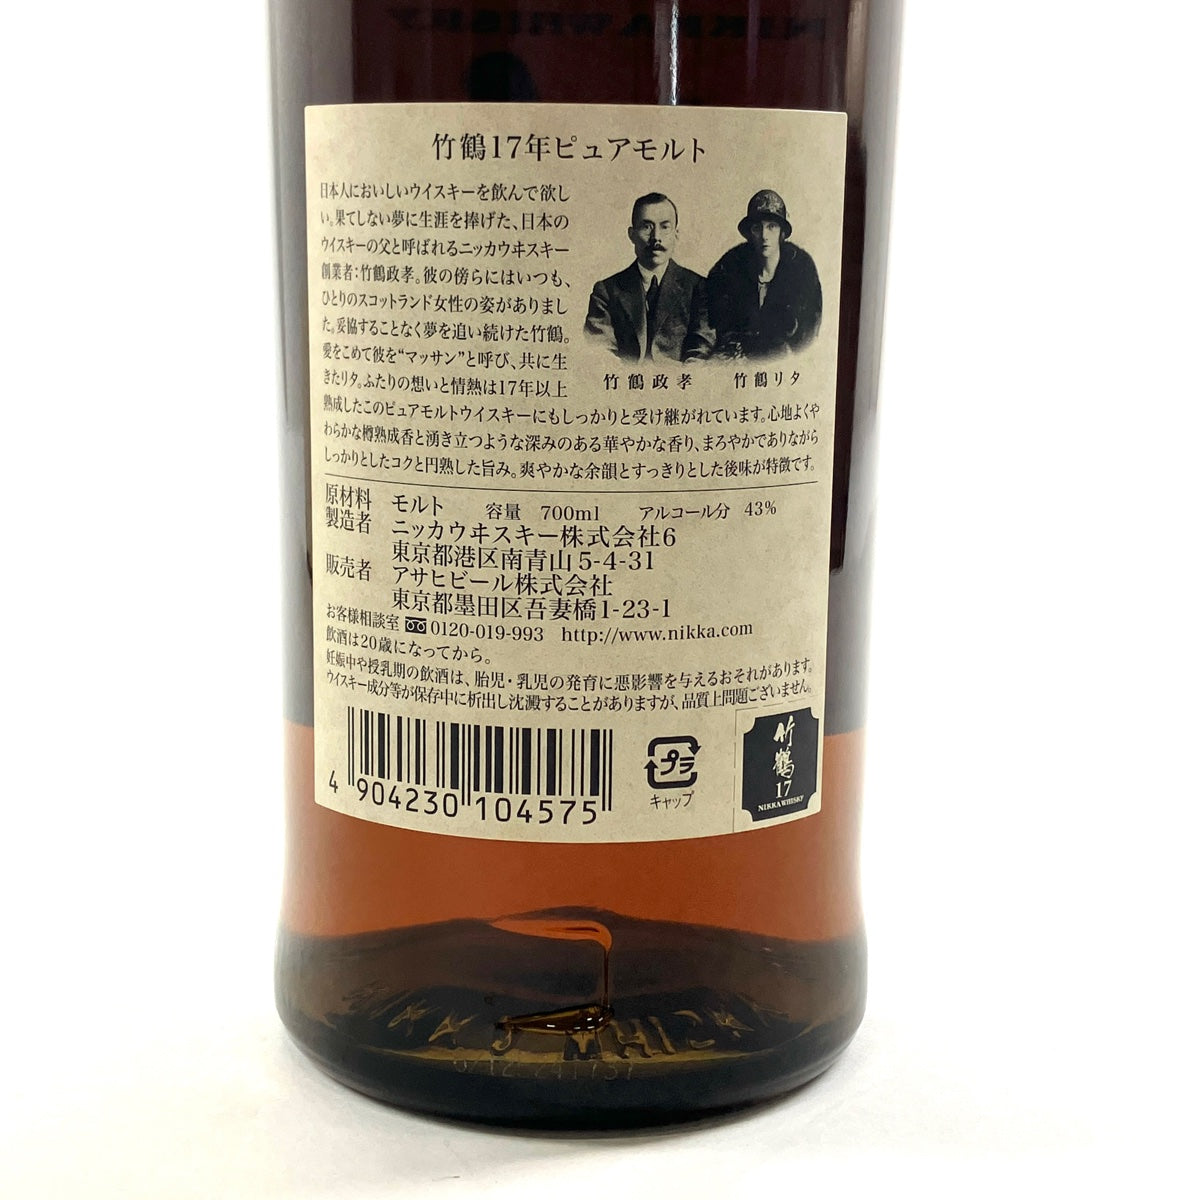 竹鶴17年ピュアモルト
日本人においしいウイスキーを飲んで欲し
い。果てしない夢に生涯を捧げた、日本の
ウイスキーの父と呼ばれるニッカウヰスキー
創業者：竹鶴政孝。彼の傍らにはいつも、
ひとりのスコットランド女性の姿がありまし
た。妥協することなく夢を追い続けた竹鶴。
愛をこめて彼を“マッサン”と呼び、共に生
きたリタ。ふたりの想いと情熱は17年以上
熟成したこのピュアモルトウイスキーにもしっかりと受け継がれています。心地よくや
わらかな樽熟成香と湧き立つような深みのある華やかな香り、まろやかでありながら
しっかりとしたコクと円熟した旨み。爽やかな余韻とすっきりとした後味が特徴です。
竹鶴政孝 竹鶴リタ
原材料 モルト 容量 700ml アルコール分 43%
製造者 ニッカウヰスキー株式会社6
東京都港区南青山5-4-31
販売者 アサヒビール株式会社
東京都墨田区吾妻橋1-23-1
お客様相談室 0120-019-993 http://www.nikka.com
飲酒は20歳になってから。
妊娠中や授乳期の飲酒は、胎児・乳児の発育に悪影響を与えるおそれがあります。
ウイスキー成分等が保存中に析出し沈澱することがありますが、品質上問題ございません。
4 904230 104575
プラ
キャップ
竹鶴
17
NIKKA WHISKY